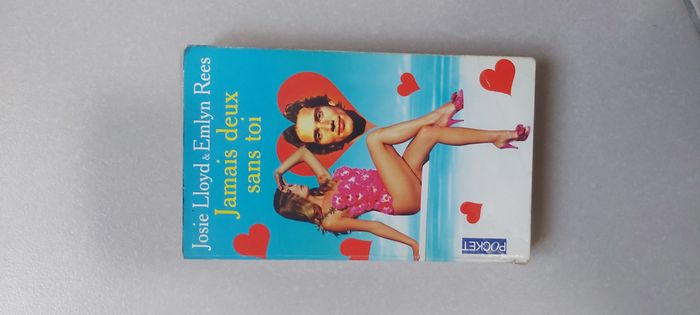 Josie Lloyd & Emlyn Rees
Jamais deux
sans toi
POCKET